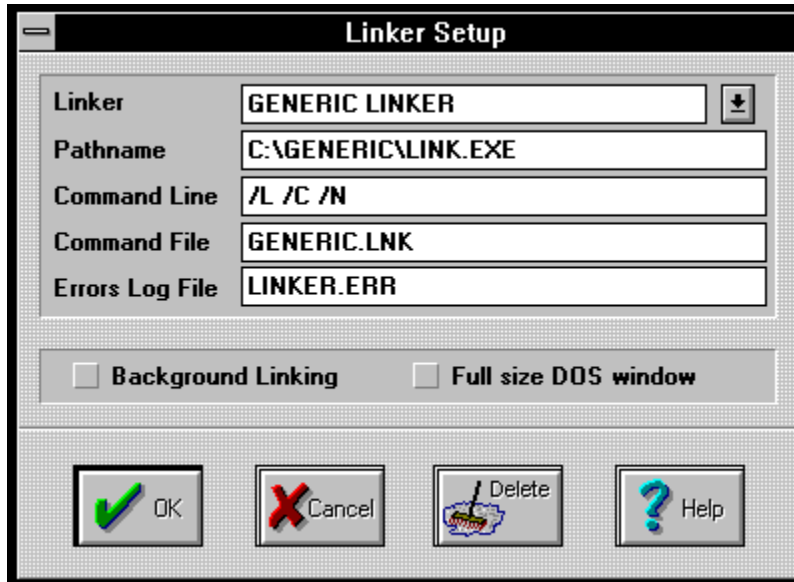 Linker Setup
Linker GENERIC LINKER
Pathname C:\GENERIC\LINK.EXE
Command Line /L /C /N
Command File GENERIC.LNK
Errors Log File LINKER.ERR
Background Linking Full size DOS window
OK Cancel Delete Help